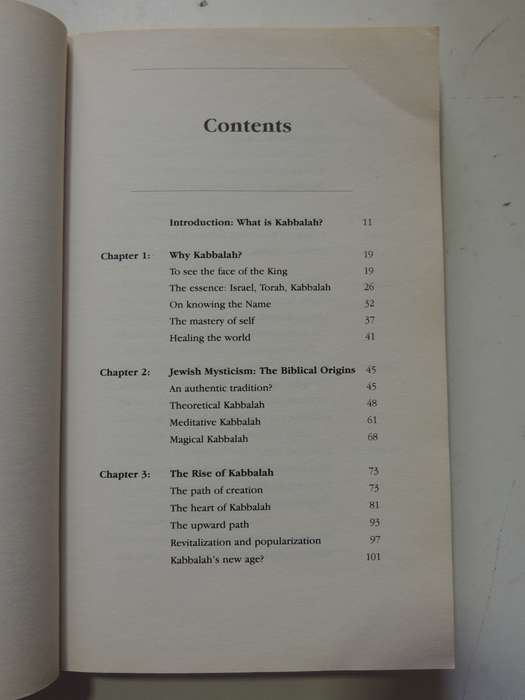 Contents
Introduction: What is Kabbalah? 11
Chapter 1: Why Kabbalah? 19
To see the face of the King 19
The essence: Israel, Torah, Kabbalah 26
On knowing the Name 32
The mastery of self 37
Healing the world 41
Chapter 2: Jewish Mysticism: The Biblical Origins 45
An authentic tradition? 45
Theoretical Kabbalah 48
Meditative Kabbalah 61
Magical Kabbalah 68
Chapter 3: The Rise of Kabbalah 73
The path of creation 73
The heart of Kabbalah 81
The upward path 93
Revitalization and popularization 97
Kabbalah's new age? 101